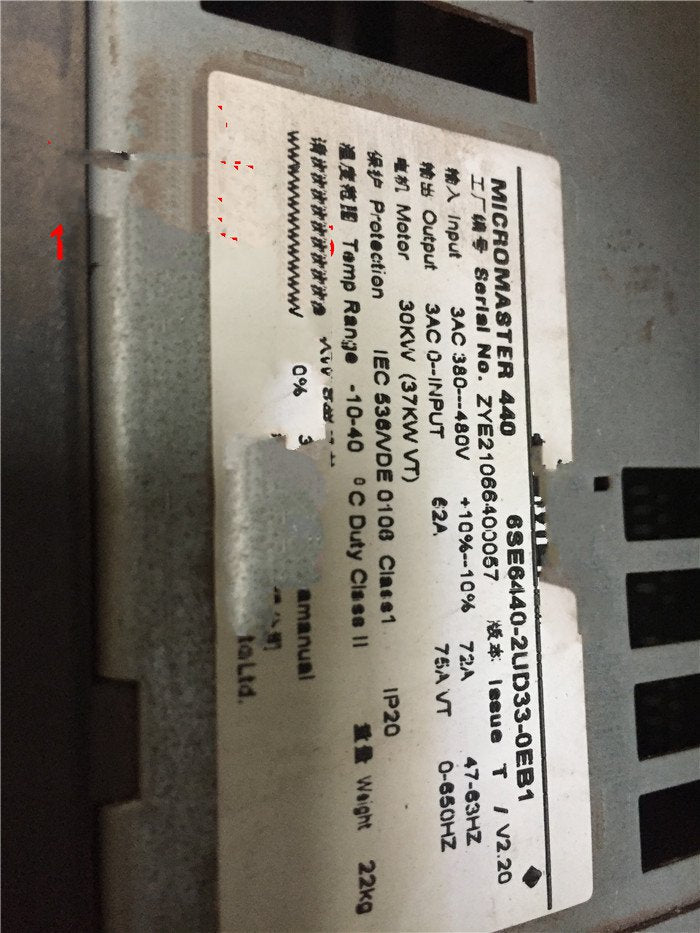 MICROMASTER 440 6SE6440-2UD33-0EB1
工厂编号 Serial No. ZYE21066400057 版本 Issue T / V2.20
输入 Input 3AC 380---480V +10%--10% 72A 47-63HZ
输出 Output 3AC 0--INPUT 62A 75A VT 0-650HZ
电机 Motor 30KW (37KW VT)
保护 Protection IEC 536/VDE 0106 Class1 IP20
温度范围 Temp Range -10-40 °C Duty Class II 重量 Weight 22kg
amanual
0%
Ltd.
1